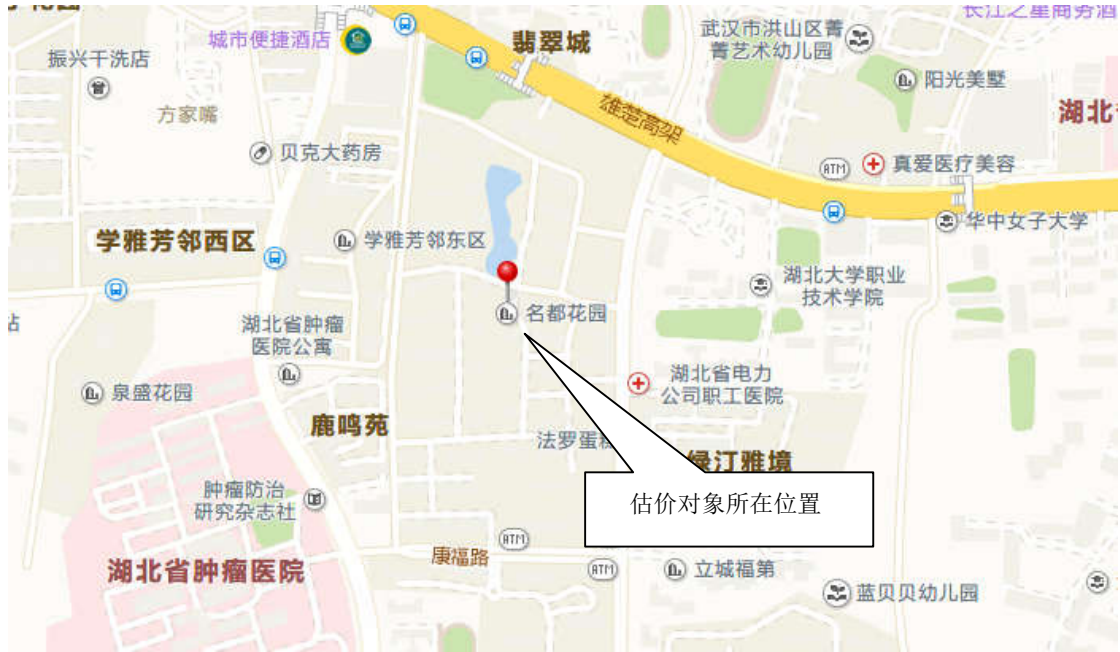 城市便捷酒店
翡翠城
武汉市洪山区菁
菁艺术幼儿园
长江之星商务酒
振兴干洗店
阳光美墅
方家嘴
雄楚高架
湖北
贝克大药房
ATM
真爱医疗美容
学雅芳邻西区
学雅芳邻东区
华中女子大学
湖北大学职业
技术学院
名都花园
站
湖北省肿瘤
医院公寓
泉盛花园
湖北省电力
公司职工医院
鹿鸣苑
法罗蛋糕
绿汀雅境
估价对象所在位置
肿瘤防治
研究杂志社
ATM
康福路
湖北省肿瘤医院
ATM
立城福第
蓝贝贝幼儿园